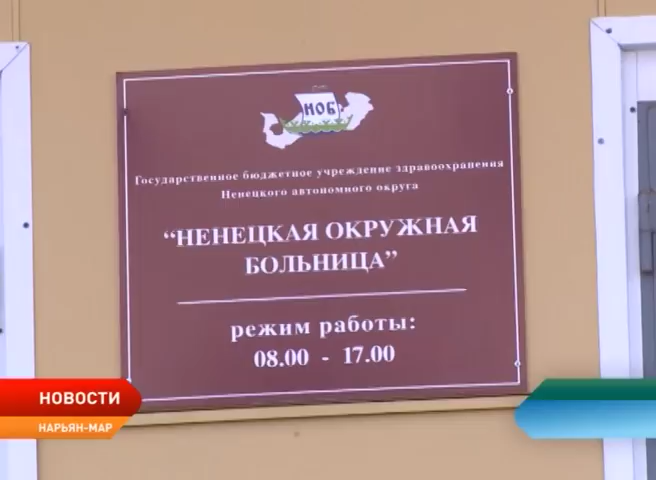 НОБ
Государственное бюджетное учреждение здравоохранения
Ненецкого автономного округа
“НЕНЕЦКАЯ ОКРУЖНАЯ
БОЛЬНИЦА”
режим работы:
08.00 - 17.00
НОВОСТИ
НАРЬЯН-МАР